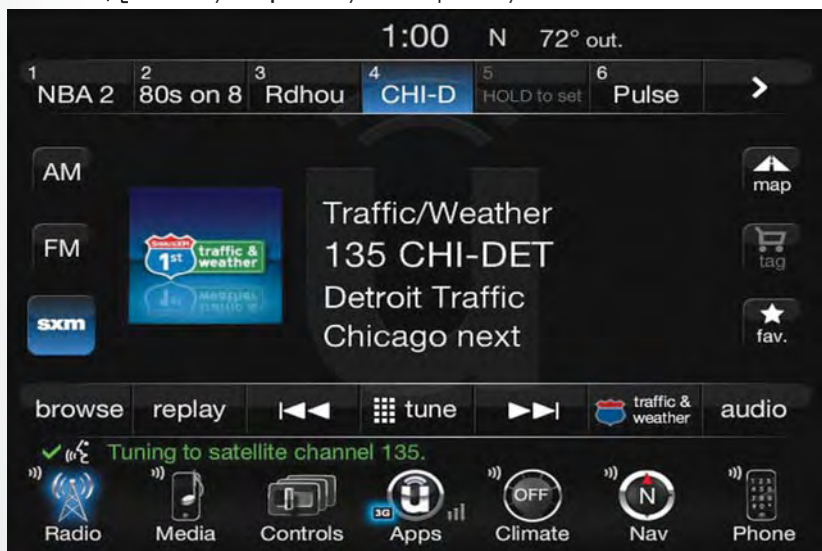 1:00 N 72° out.
1 NBA 2 2 80s on 8 3 Rdhou 4 CHI-D 5 HOLD to set 6 Pulse >
AM
map
Traffic/Weather
FM
SIRIUSXM
1st traffic & weather
135 CHI-DET
tag
Detroit Traffic
sxm
Chicago next
fav.
browse replay tune traffic & weather audio
Tuning to satellite channel 135.
3G OFF N
Radio Media Controls Apps Climate Nav Phone